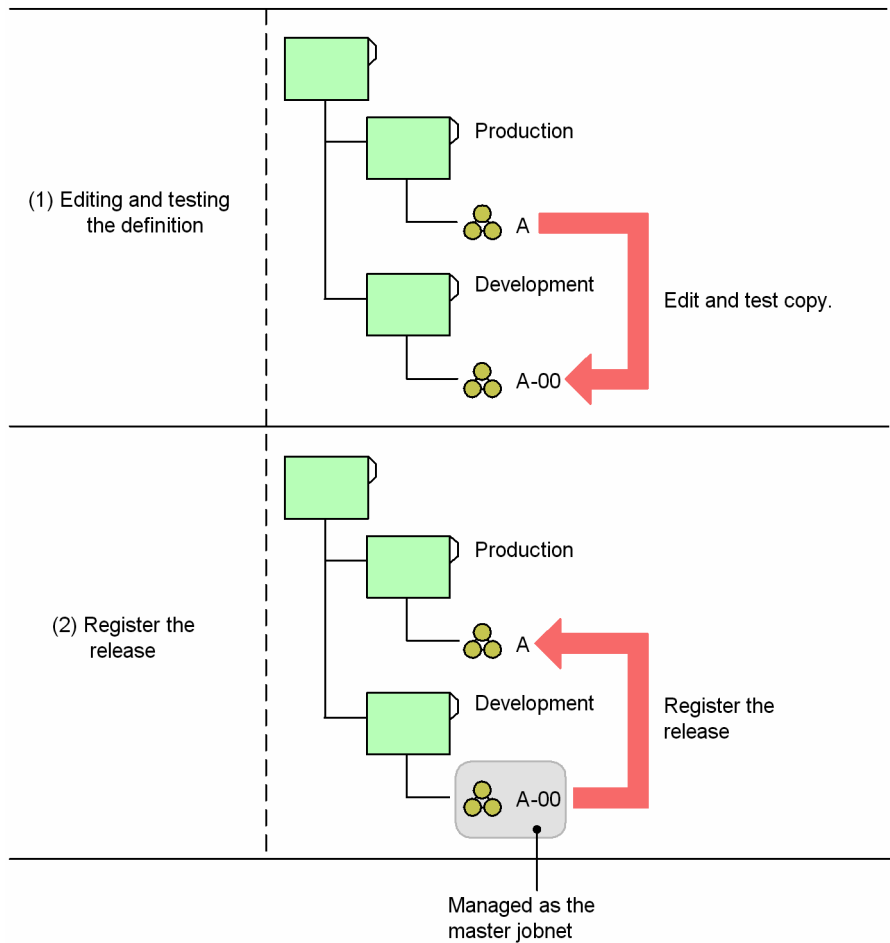 Production
(1) Editing and testing
the definition
A
Development
Edit and test copy.
A-00
Production
(2) Register the
release
A
Development
Register the
release
A-00
Managed as the
master jobnet